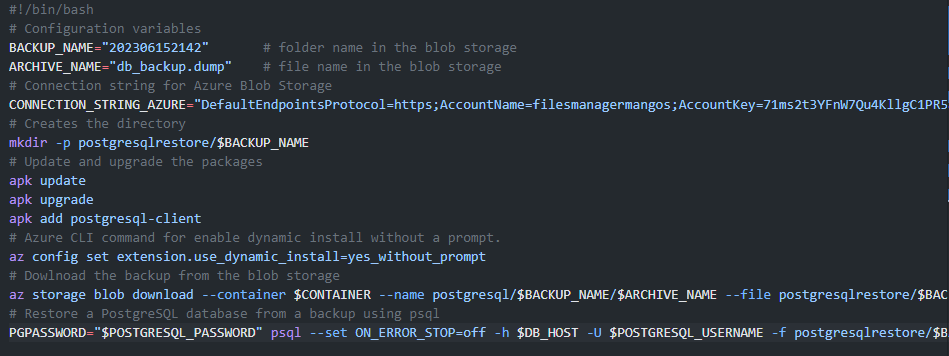 #!/bin/bash
# Configuration variables
BACKUP_NAME="202306152142"       # folder name in the blob storage
ARCHIVE_NAME="db_backup.dump"    # file name in the blob storage
# Connection string for Azure Blob Storage
CONNECTION_STRING_AZURE="DefaultEndpointsProtocol=https;AccountName=filesmanagermangos;AccountKey=71ms2t3YFnW7Qu4KllgC1PR5
# Creates the directory
mkdir -p postgresqlrestore/$BACKUP_NAME
# Update and upgrade the packages
apk update
apk upgrade
apk add postgresql-client
# Azure CLI command for enable dynamic install without a prompt.
az config set extension.use_dynamic_install=yes_without_prompt
# Dowlnoad the backup from the blob storage
az storage blob download --container $CONTAINER --name postgresql/$BACKUP_NAME/$ARCHIVE_NAME --file postgresqlrestore/$BAC
# Restore a PostgreSQL database from a backup using psql
PGPASSWORD="$POSTGRESQL_PASSWORD" psql --set ON_ERROR_STOP=off -h $DB_HOST -U $POSTGRESQL_USERNAME -f postgresqlrestore/$B